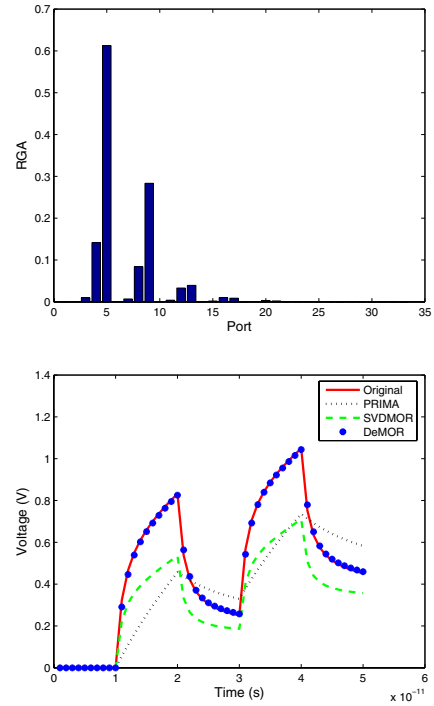 0.7
0.6
0.5
0.4
0.3
0.2
0.1
0
RGA
0 5 10 15 20 25 30 35
Port
1.4
1.2
1
0.8
0.6
0.4
0.2
0
Voltage (V)
Original
PRIMA
SVDMOR
DeMOR
0 1 2 3 4 5 6
Time (s)
x 10^-11